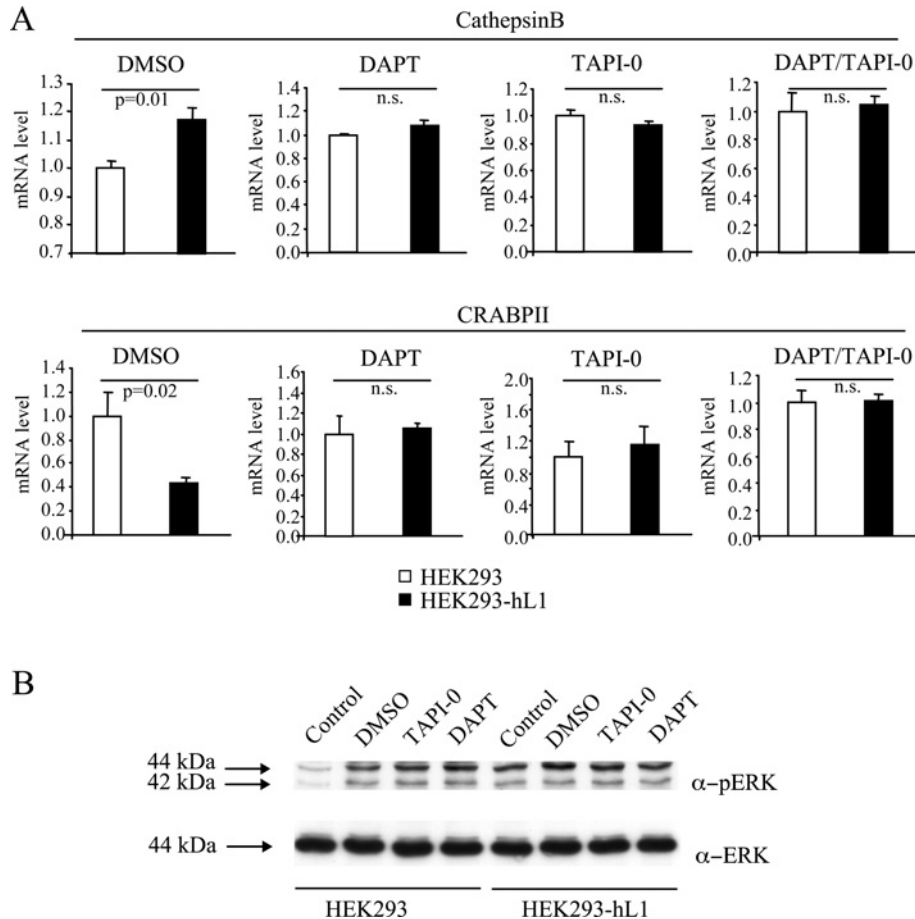 A
CathepsinB
DMSO
DAPT
TAPI-0
DAPT/TAPI-0
mRNA level
1.3
1.2
1.1
1.0
0.9
0.8
0.7
p=0.01
mRNA level
1.4
1.2
1.0
0.8
0.6
0.4
0.2
0.0
n.s.
mRNA level
1.2
1.0
0.8
0.6
0.4
0.2
0.0
n.s.
mRNA level
1.2
1.0
0.8
0.6
0.4
0.2
0.0
n.s.
CRABPII
DMSO
DAPT
TAPI-0
DAPT/TAPI-0
mRNA level
1.4
1.2
1.0
0.8
0.6
0.4
0.2
0.0
p=0.02
mRNA level
1.6
1.4
1.2
1.0
0.8
0.6
0.4
0.2
0.0
n.s.
mRNA level
2.0
1.6
1.2
0.8
0.4
0.0
n.s.
mRNA level
1.2
1.0
0.8
0.6
0.4
0.2
0.0
n.s.
HEK293
HEK293-hL1
B
Control
DMSO
TAPI-0
DAPT
Control
DMSO
TAPI-0
DAPT
44 kDa
42 kDa
α-pERK
44 kDa
α-ERK
HEK293
HEK293-hL1